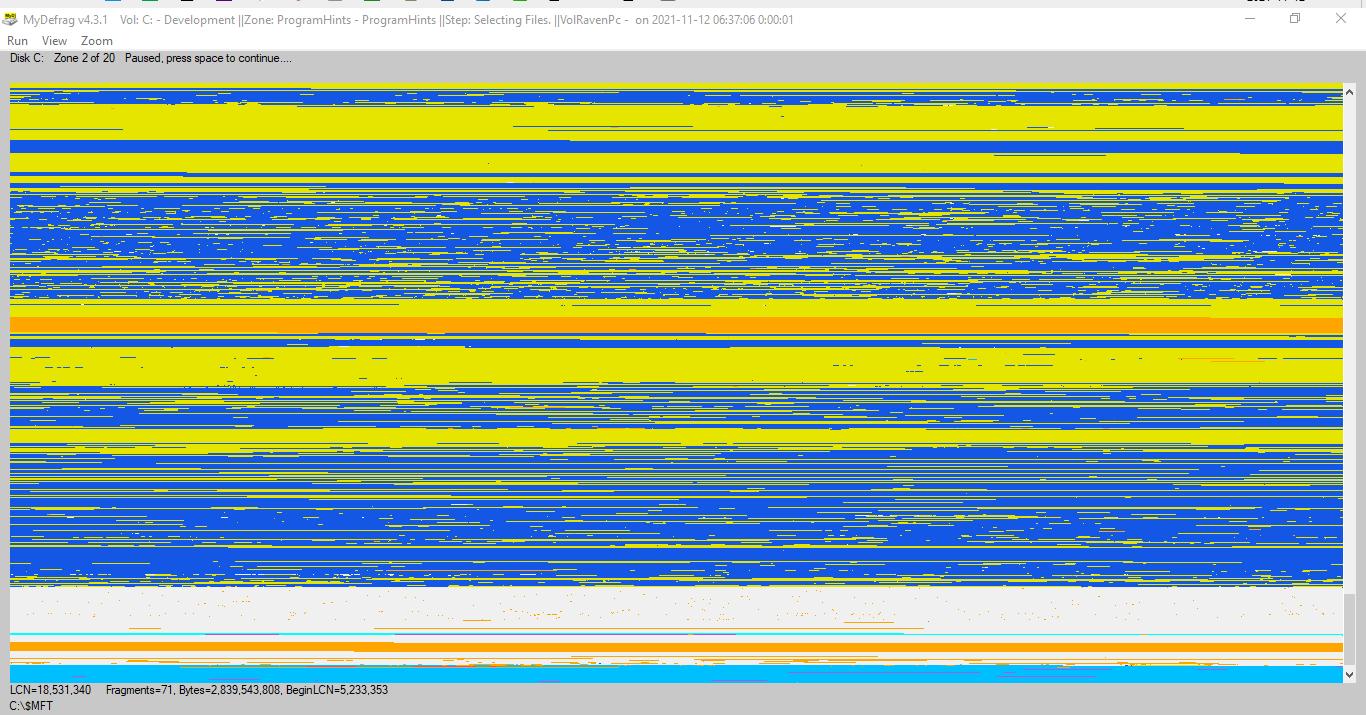 MyDefrag v4.3.1 Vol: C: - Development ||Zone: ProgramHints - ProgramHints ||Step: Selecting Files. ||VolRavenPc - on 2021-11-12 06:37:06 0:00:01
Run View Zoom
Disk C: Zone 2 of 20 Paused, press space to continue....
LCN=18,531,340 Fragments=71, Bytes=2,839,543,808, BeginLCN=5,233,353
C:\$MFT